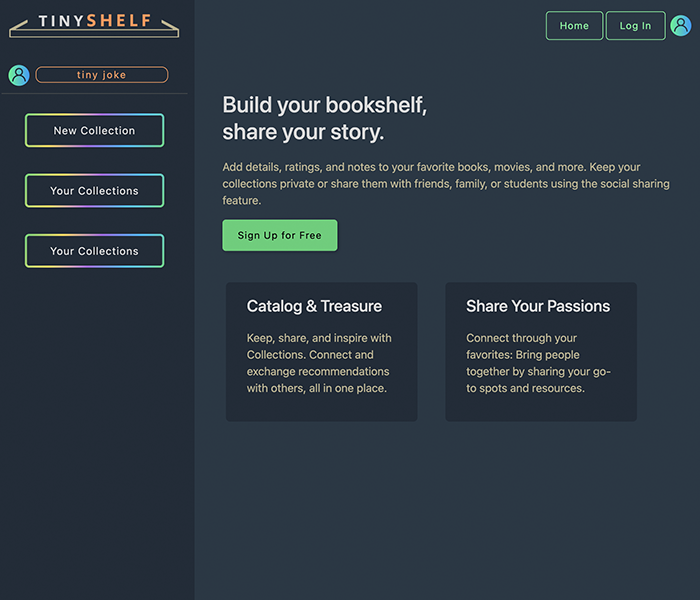 TINYSHELF
Home
Log In
tiny joke
New Collection
Your Collections
Your Collections
Build your bookshelf,
share your story.
Add details, ratings, and notes to your favorite books, movies, and more. Keep your
collections private or share them with friends, family, or students using the social sharing
feature.
Sign Up for Free
Catalog & Treasure
Keep, share, and inspire with
Collections. Connect and
exchange recommendations
with others, all in one place.
Share Your Passions
Connect through your
favorites: Bring people
together by sharing your go-
to spots and resources.